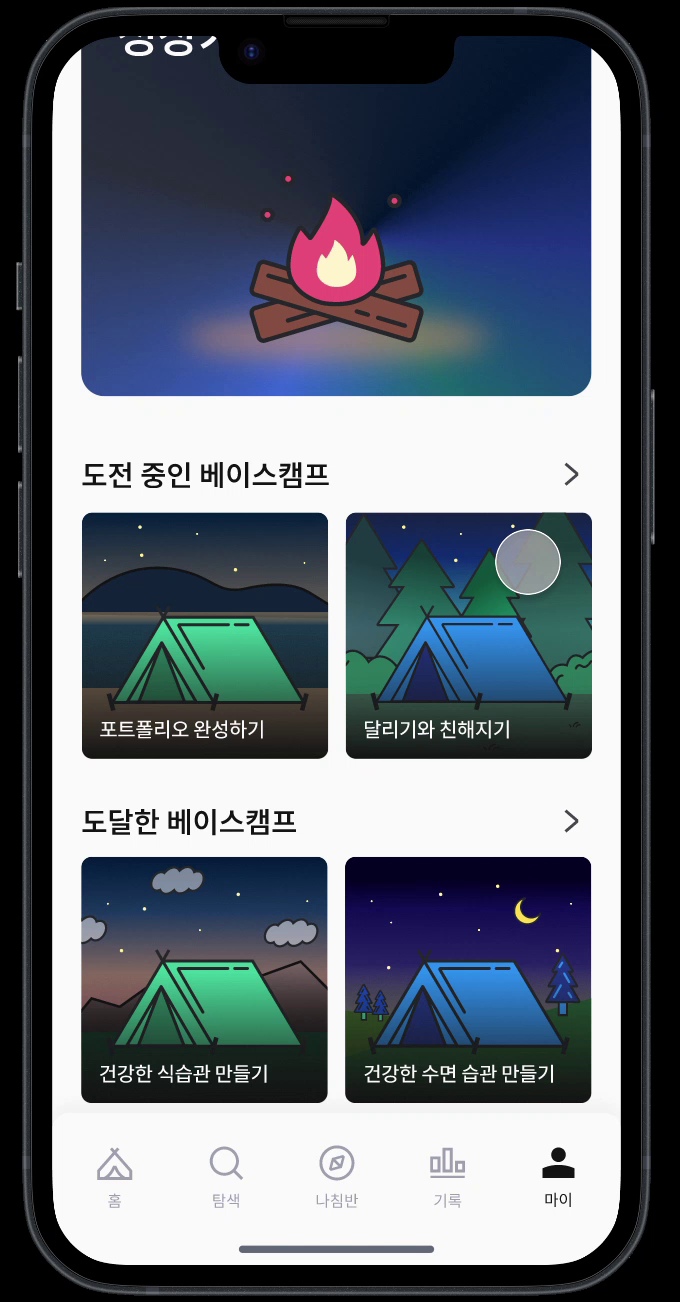 도전 중인 베이스캠프
포트폴리오 완성하기
달리기와 친해지기
도달한 베이스캠프
건강한 식습관 만들기
건강한 수면 습관 만들기
홈
탐색
나침반
기록
마이